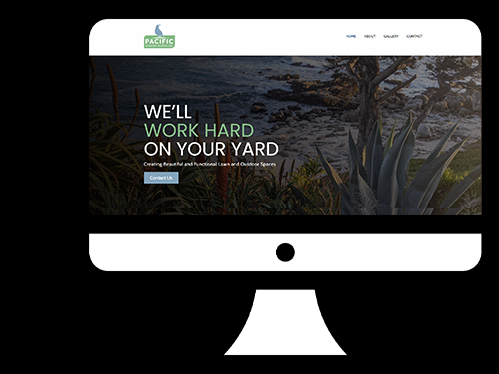 PACIFIC
HOME
ABOUT
GALLERY
CONTACT
WE'LL
WORK HARD
ON YOUR YARD
Creating Beautiful and Functional Lawn and Outdoor Spaces
Contact Us